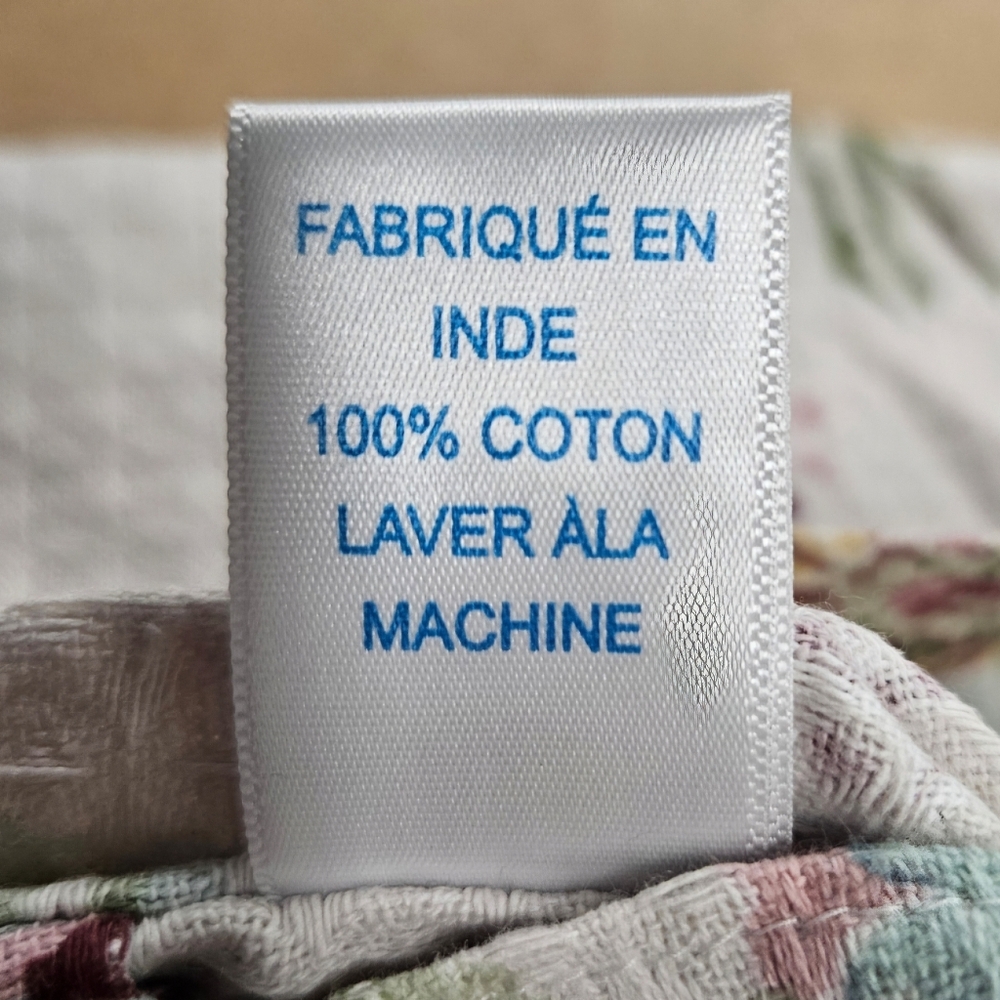 FABRIQUÉ EN
INDE
100% COTON
LAVER ÀLA
MACHINE